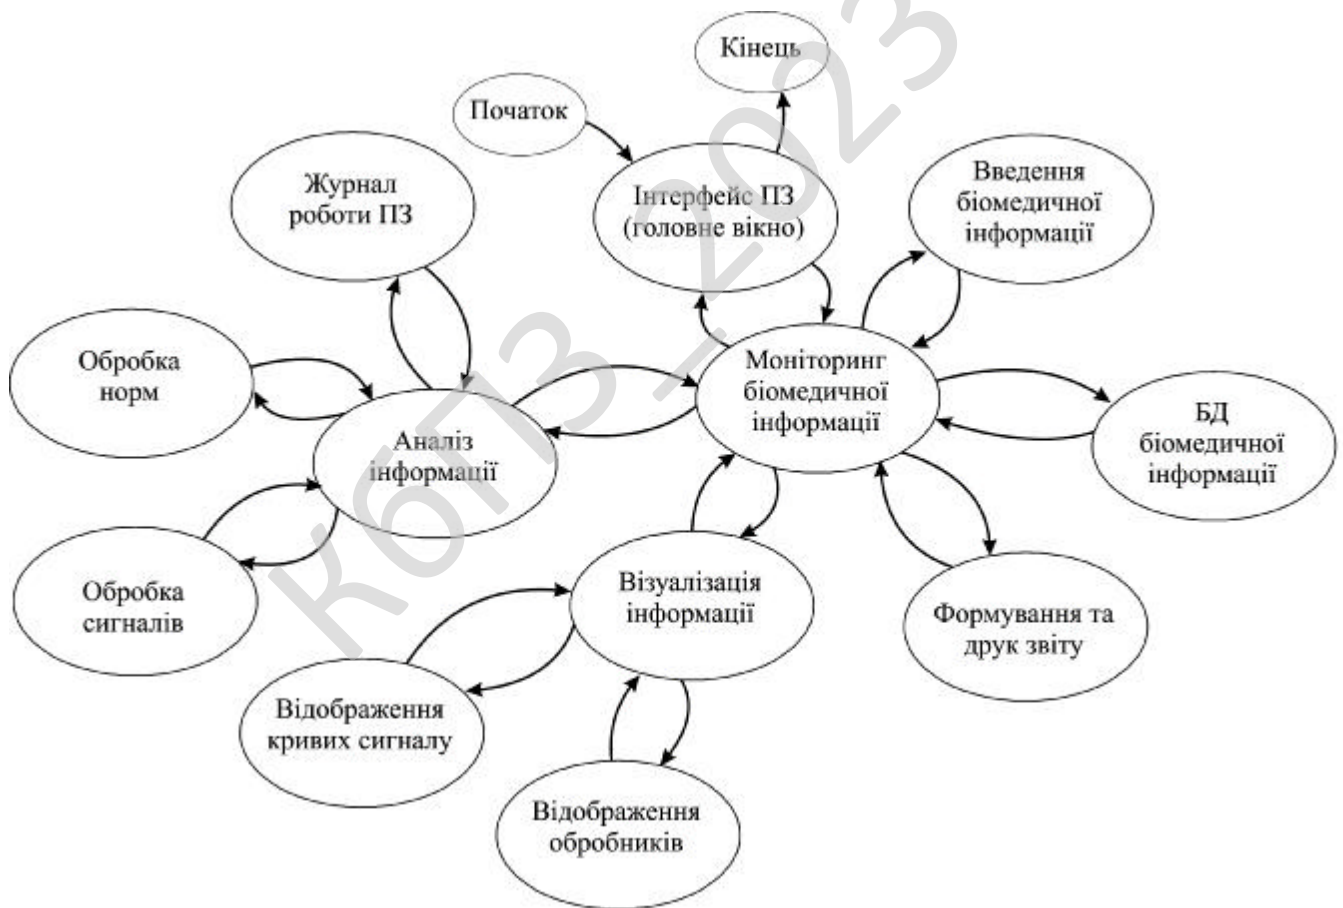 Кінець
Початок
Журнал
роботи ПЗ
Інтерфейс ПЗ
(головне вікно)
Введення
біомедичної
інформації
Обробка
норм
Моніторинг
біомедичної
інформації
БД
біомедичної
інформації
Аналіз
інформації
Обробка
сигналів
Візуалізація
інформації
Формування та
друк звіту
Відображення
кривих сигналу
Відображення
обробників
КбПЗ_2023